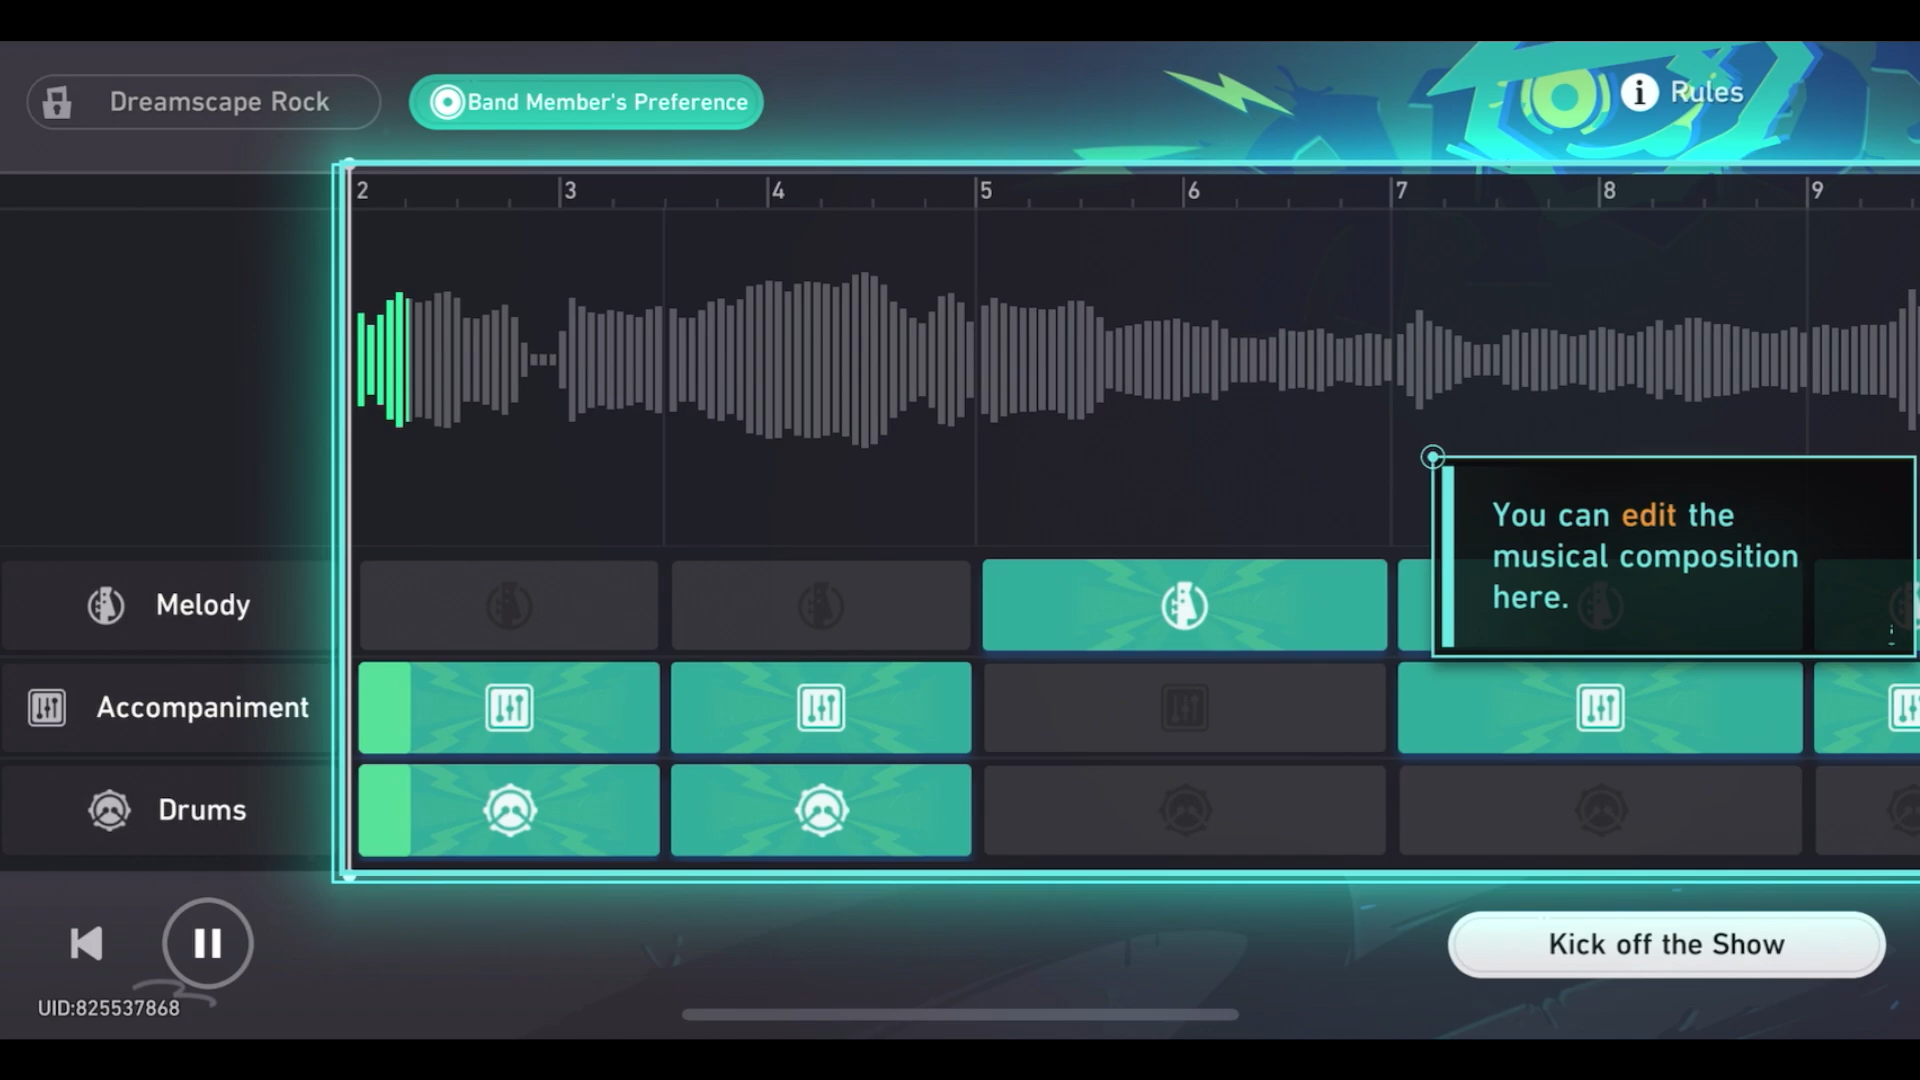 Dreamscape Rock
Band Member's Preference
Rules
2 3 4 5 6 7 8 9
You can edit the
musical composition
here.
Melody
Accompaniment
Drums
Kick off the Show
UID:825537868